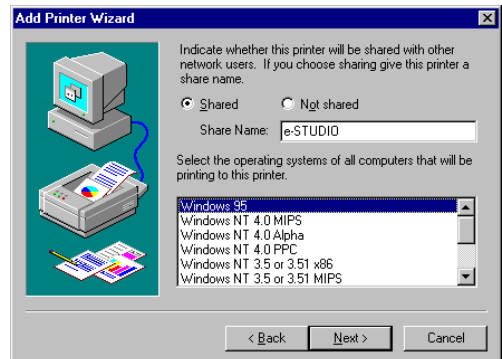 Add Printer Wizard
Indicate whether this printer will be shared with other
network users. If you choose sharing give this printer a
share name.
Shared Not shared
Share Name: e-STUDIO
Select the operating systems of all computers that will be
printing to this printer.
Windows 95
Windows NT 4.0 MIPS
Windows NT 4.0 Alpha
Windows NT 4.0 PPC
Windows NT 3.5 or 3.51 x86
Windows NT 3.5 or 3.51 MIPS
< Back Next > Cancel